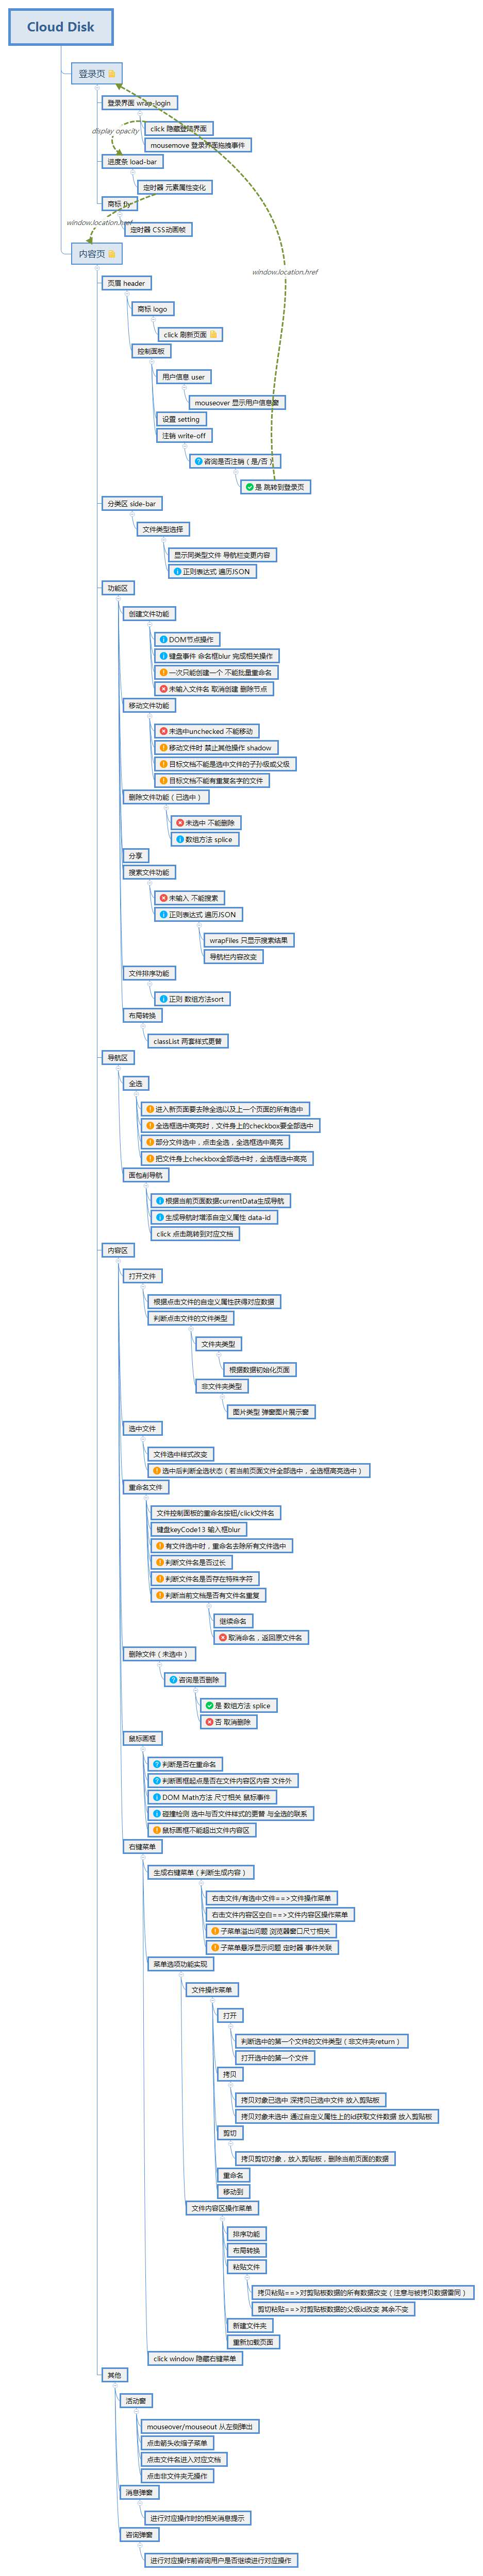 Cloud Disk
登录页
登录界面 wrap-login
click 隐藏登陆界面
display opacity
mousemove 登录界面拖拽事件
进度条 load-bar
定时器 元素属性变化
商标 fly
window.location.href
定时器 CSS动画帧
内容页
window.location.href
页眉 header
商标 logo
click 刷新页面
控制面板
用户信息 user
mouseover 显示用户信息窗
设置 setting
注销 write-off
咨询是否注销（是/否）
是 跳转到登录页
分类区 side-bar
文件类型选择
显示同类型文件 导航栏变更内容
正则表达式 遍历JSON
功能区
创建文件功能
DOM节点操作
键盘事件 命名框blur 完成相关操作
一次只能创建一个 不能批量重命名
未输入文件名 取消创建 删除节点
移动文件功能
未选中unchecked 不能移动
移动文件时 禁止其他操作 shadow
目标文档不能是选中文件的子孙级或父级
目标文档不能有重复名字的文件
删除文件功能（已选中）
未选中 不能删除
数组方法 splice
分享
搜素文件功能
未输入 不能搜素
正则表达式 遍历JSON
wrapFiles 只显示搜素结果
导航栏内容改变
文件排序功能
正则 数组方法sort
布局转换
classList 两套样式更替
导航区
全选
进入新页面要去除全选以及上一个页面的所有选中
全选框选中高亮时，文件身上的checkbox要全部选中
部分文件选中，点击全选，全选框选中高亮
把文件身上checkbox全部选中时，全选框选中高亮
面包削导航
根据当前页面数据currentData生成导航
生成导航时增添自定义属性 data-id
click 点击跳转到对应文档
内容区
打开文件
根据点击文件的自定义属性获得对应数据
判断点击文件的文件类型
文件夹类型
根据数据初始化页面
非文件夹类型
图片类型 弹窗图片展示窗
选中文件
文件选中样式改变
选中后判断全选状态（若当前页面文件全部选中，全选框高亮选中）
重命名文件
文件控制面板的重命名按钮/click文件名
键盘keyCode13 输入框blur
有文件选中时，重命名去除所有文件选中
判断文件名是否过长
判断文件名是否存在特殊字符
判断当前文档是否有文件名重复
继续命名
取消命名，返回原文件名
删除文件（未选中）
咨询是否删除
是 数组方法 splice
否 取消删除
鼠标画框
判断是否在重命名
判断画框起点是否在文件内容区内容 文件外
DOM Math方法 尺寸相关 鼠标事件
碰撞检测 选中与否文件样式的更替 与全选的联系
鼠标画框不能超出文件内容区
右键菜单
生成右键菜单（判断生成内容）
右击文件/有选中文件==>文件操作菜单
右击文件内容区空白==>文件内容区操作菜单
子菜单溢出问题 浏览器窗口尺寸相关
子菜单悬浮显示问题 定时器 事件关联
菜单选项功能实现
文件操作菜单
打开
判断选中的第一个文件的文件类型（非文件夹return）
打开选中的第一个文件
拷贝
拷贝对象已选中 深拷贝已选中文件 放入剪贴板
拷贝对象未选中 通过自定义属性上的id获取文件数据 放入剪贴板
剪切
拷贝剪切对象，放入剪贴板，删除当前页面的数据
重命名
移动到
文件内容区操作菜单
排序功能
布局转换
粘贴文件
拷贝粘贴==>对剪贴板数据的所有数据改变（注意与被拷贝数据雷同）
剪切粘贴==>对剪贴板数据的父级id改变 其余不变
新建文件夹
重新加载页面
click window 隐藏右键菜单
其他
活动窗
mouseover/mouseout 从左侧弹出
点击箭头收缩子菜单
点击文件名进入对应文档
点击非文件夹无操作
消息弹窗
进行对应操作时的相关消息提示
咨询弹窗
进行对应操作前咨询用户是否继续进行对应操作